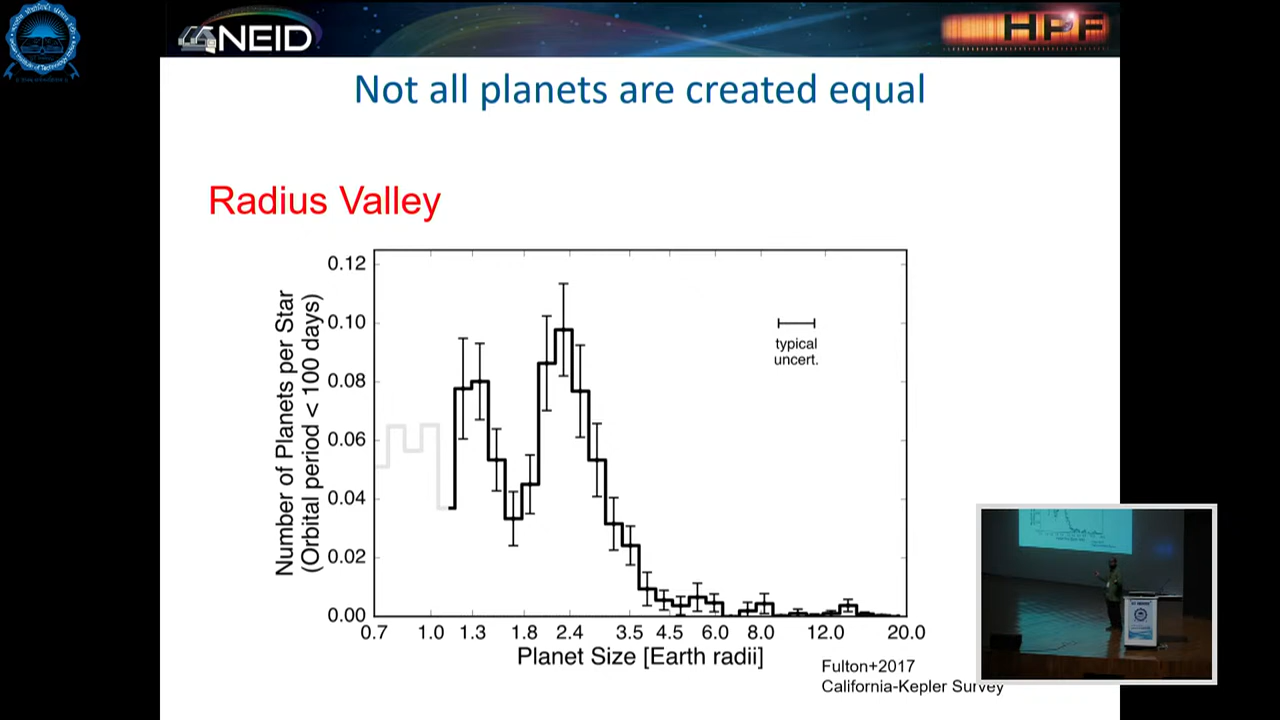 NEID
HPF
Not all planets are created equal
Radius Valley
Number of Planets per Star
(Orbital period < 100 days)
0.12
0.10
0.08
0.06
0.04
0.02
0.00
typical
uncert.
0.7 1.0 1.3 1.8 2.4 3.5 4.5 6.0 8.0 12.0 20.0
Planet Size [Earth radii]
Fulton+2017
California-Kepler Survey